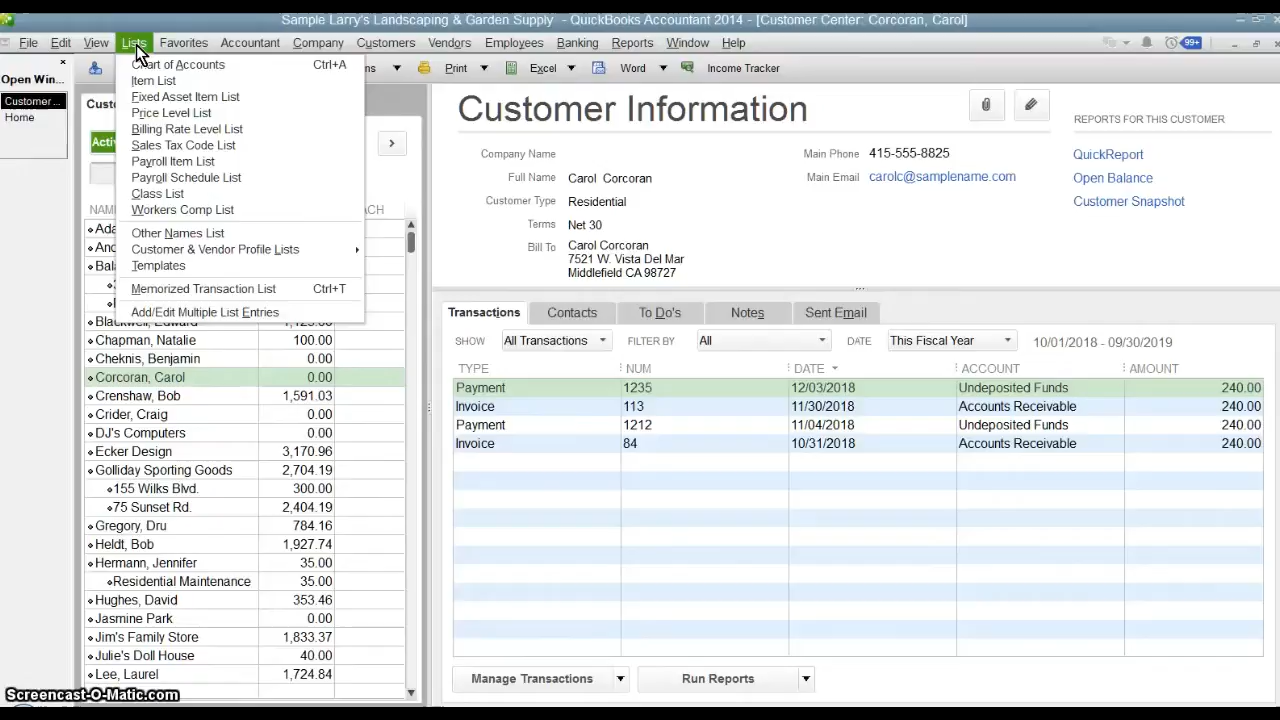 Sample Larry's Landscaping & Garden Supply - QuickBooks Accountant 2014 - [Customer Center: Corcoran, Carol]
File Edit View Lists Favorites Accountant Company Customers Vendors Employees Banking Reports Window Help 99+
Print Excel Word Income Tracker
Open Win...
Customer ...
Home
Chart of Accounts Ctrl+A
Item List
Fixed Asset Item List
Price Level List
Billing Rate Level List
Sales Tax Code List
Payroll Item List
Payroll Schedule List
Class List
Workers Comp List
Other Names List
Customer & Vendor Profile Lists
Templates
Memorized Transaction List Ctrl+T
Add/Edit Multiple List Entries
Blackwell, Edward 1,125.00
Chapman, Natalie 100.00
Cheknis, Benjamin 0.00
Corcoran, Carol 0.00
Crenshaw, Bob 1,591.03
Crider, Craig 0.00
DJ's Computers 0.00
Ecker Design 3,170.96
Golliday Sporting Goods 2,704.19
155 Wilks Blvd. 300.00
75 Sunset Rd. 2,404.19
Gregory, Dru 784.16
Heldt, Bob 1,927.74
Hermann, Jennifer 35.00
Residential Maintenance 35.00
Hughes, David 353.46
Jasmine Park 0.00
Jim's Family Store 1,833.37
Julie's Doll House 40.00
Lee, Laurel 1,724.84
Customer Information
Company Name
Full Name Carol Corcoran
Customer Type Residential
Terms Net 30
Bill To Carol Corcoran
7521 W. Vista Del Mar
Middlefield CA 98727
Main Phone 415-555-8825
Main Email carolc@samplename.com
REPORTS FOR THIS CUSTOMER
QuickReport
Open Balance
Customer Snapshot
Transactions Contacts To Do's Notes Sent Email
SHOW All Transactions FILTER BY All DATE This Fiscal Year 10/01/2018 - 09/30/2019
TYPE NUM DATE ACCOUNT AMOUNT
Payment 1235 12/03/2018 Undeposited Funds 240.00
Invoice 113 11/30/2018 Accounts Receivable 240.00
Payment 1212 11/04/2018 Undeposited Funds 240.00
Invoice 84 10/31/2018 Accounts Receivable 240.00
Manage Transactions Run Reports
Screencast-O-Matic.com